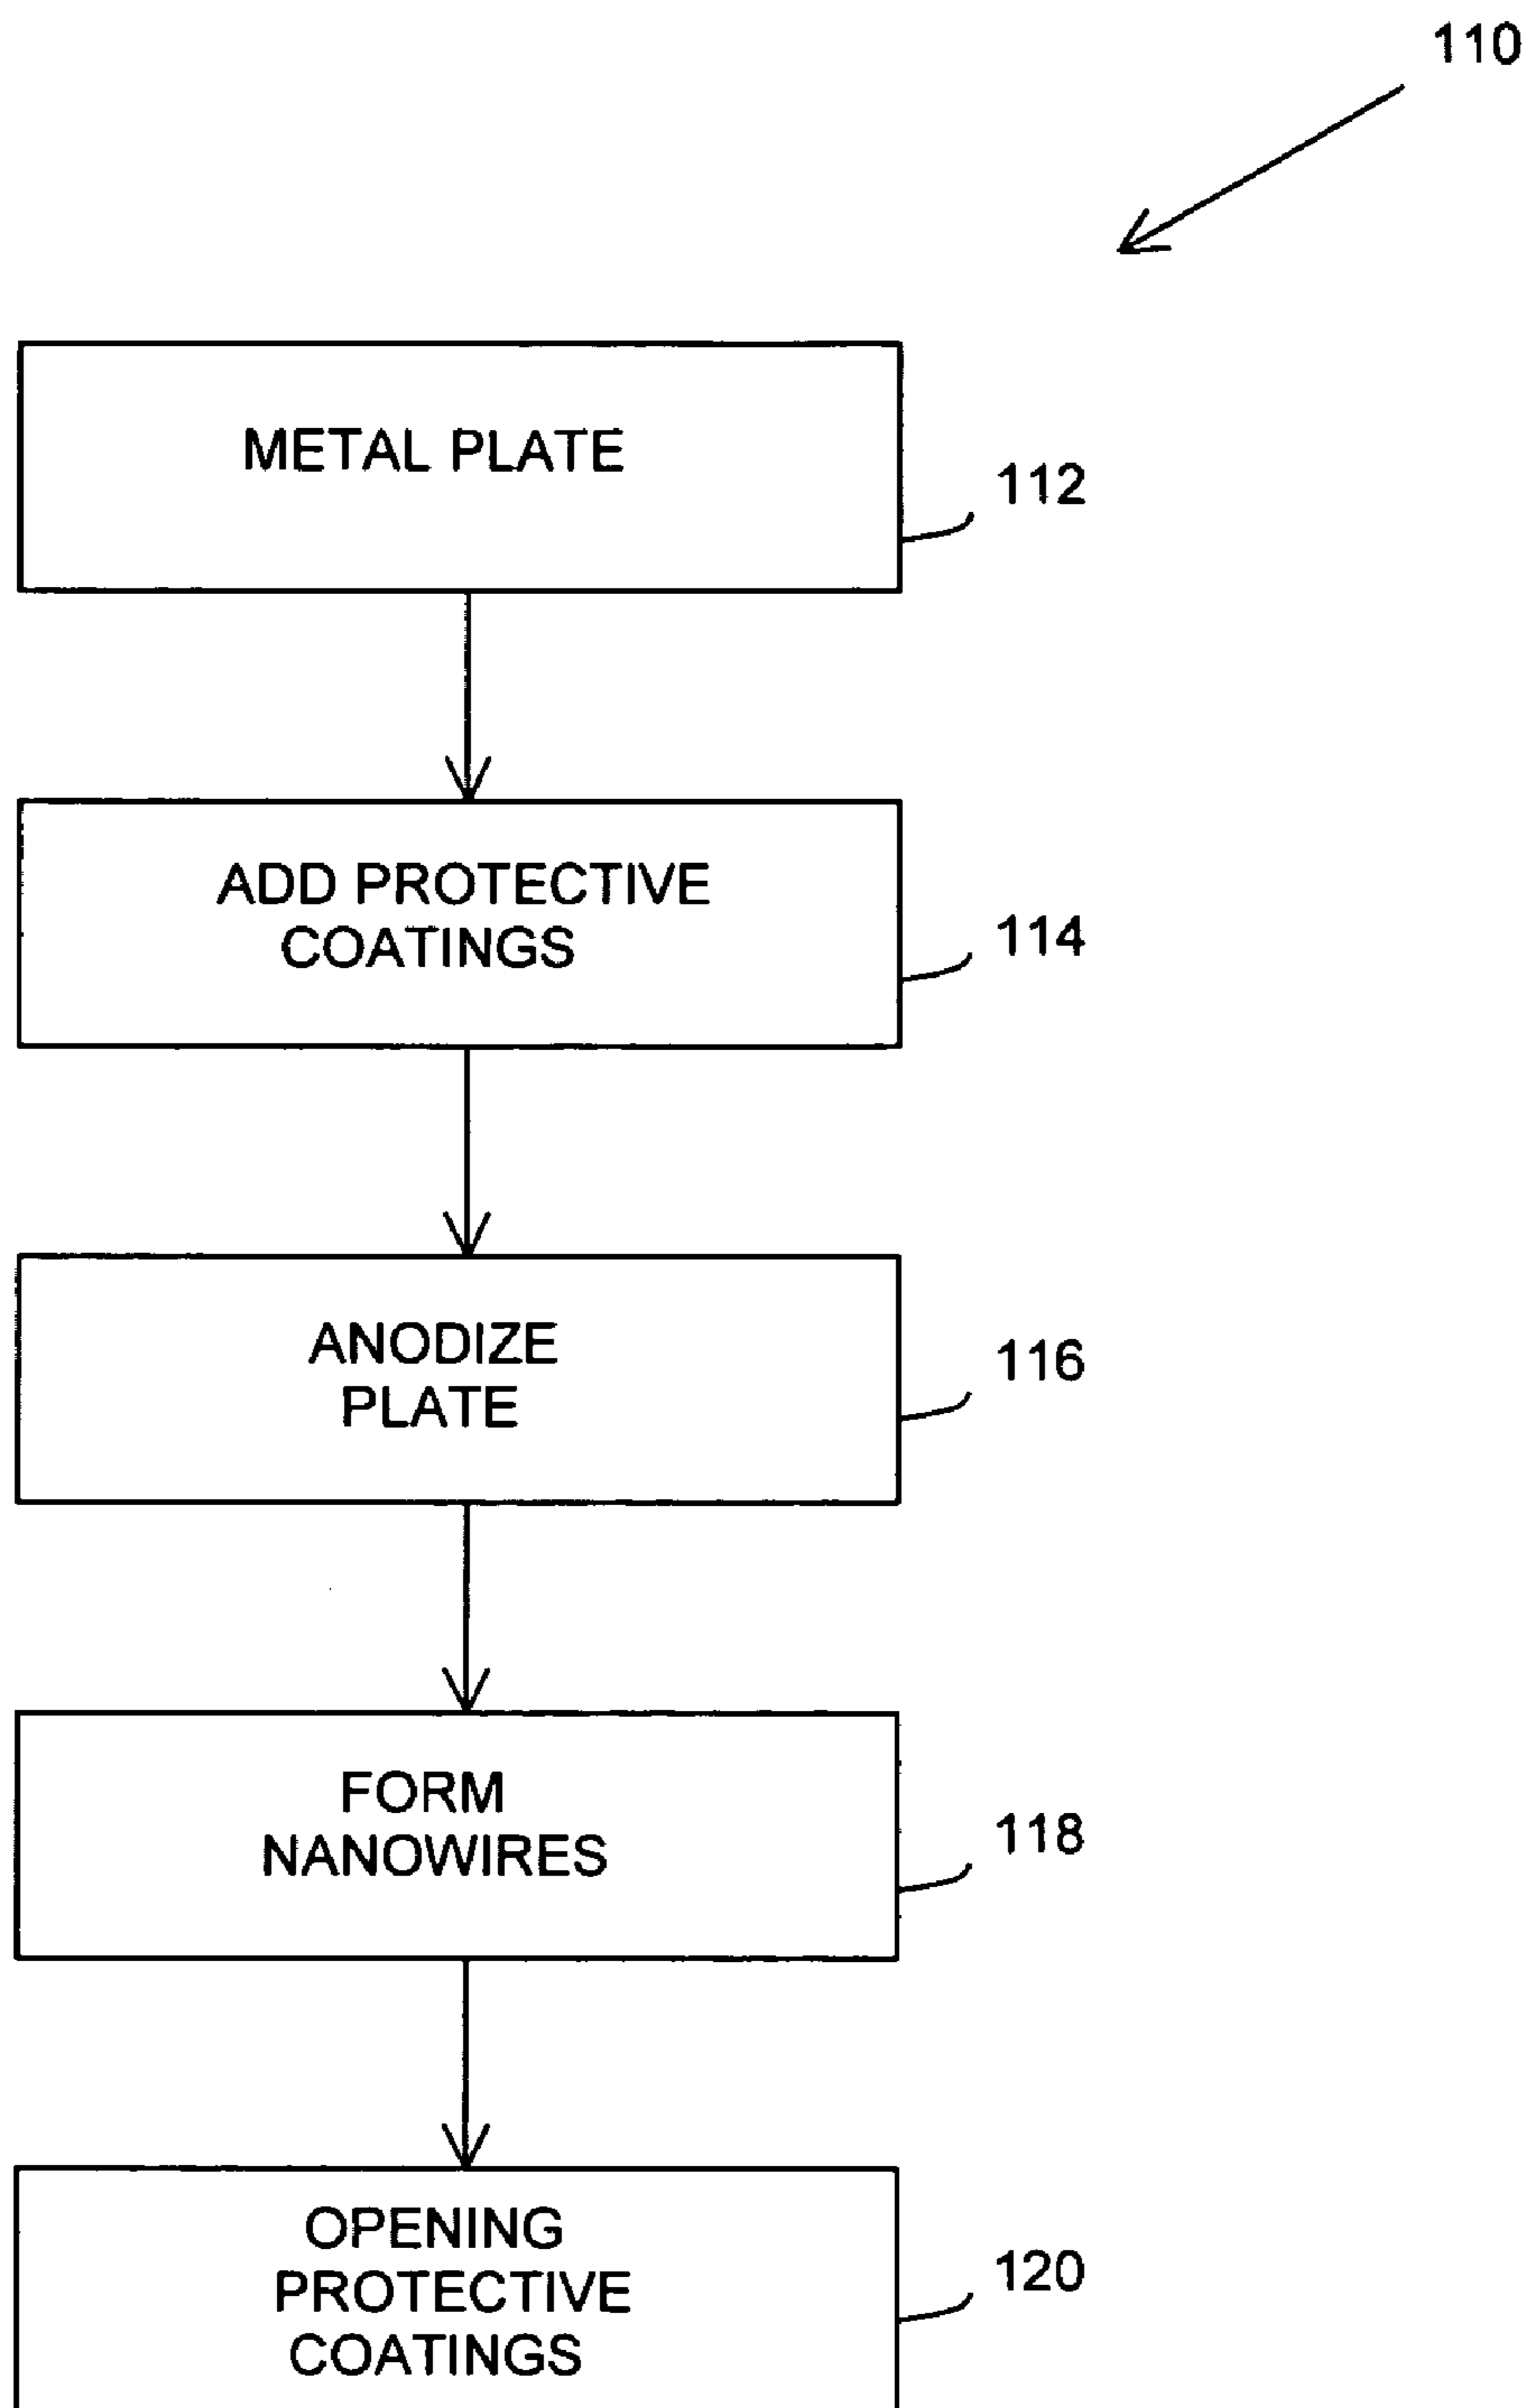 110
METAL PLATE
112
ADD PROTECTIVE
COATINGS
114
ANODIZE
PLATE
116
FORM
NANOWIRES
118
OPENING
PROTECTIVE
COATINGS
120